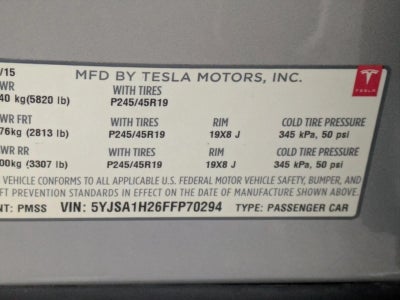 /15 MFD BY TESLA MOTORS, INC.
WR WITH TIRES
40 kg(5820 lb) P245/45R19 TESLA
WR FRT WITH TIRES RIM COLD TIRE PRESSURE
76kg (2813 lb) P245/45R19 19X8 J 345 kPa, 50 psi
WR RR WITH TIRES RIM COLD TIRE PRESSURE
00kg (3307 lb) P245/45R19 19X8 J 345 kPa, 50 psi
VEHICLE CONFORMS TO ALL APPLICABLE U.S. FEDERAL MOTOR VEHICLE SAFETY, BUMPER, AND
FT PREVENTION STANDARDS IN EFFECT ON THE DATE OF MANUFACTURE SHOWN ABOVE.
NT: PMSS VIN: 5YJSA1H26FFP70294 TYPE: PASSENGER CAR